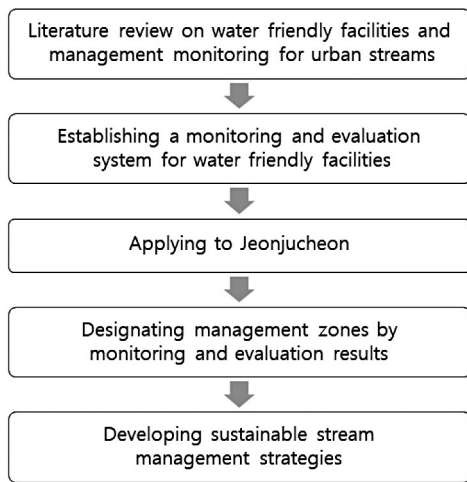 Literature review on water friendly facilities and
management monitoring for urban streams
Establishing a monitoring and evaluation
system for water friendly facilities
Applying to Jeonjucheon
Designating management zones by
monitoring and evaluation results
Developing sustainable stream
management strategies